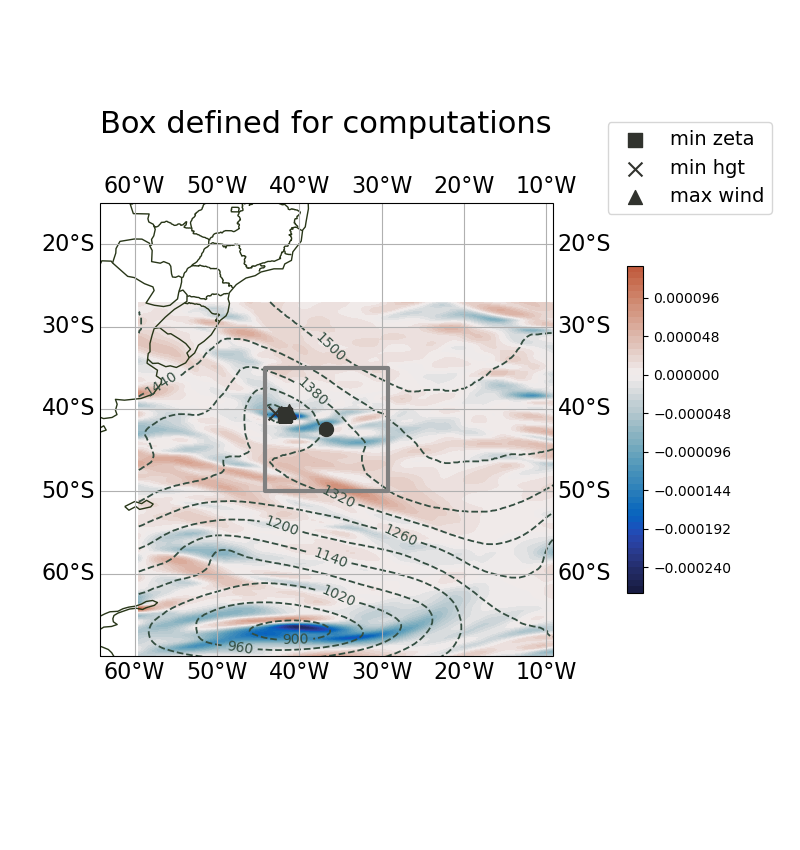 Box defined for computations
min zeta
min hgt
max wind
60°W 50°W 40°W 30°W 20°W 10°W
20°S 20°S
30°S 30°S
40°S 40°S
50°S 50°S
60°S 60°S
1500
1440
1380
1320
1260
1200
1140
1020
900
960
60°W 50°W 40°W 30°W 20°W 10°W
0.000096
0.000048
0.000000
−0.000048
−0.000096
−0.000144
−0.000192
−0.000240